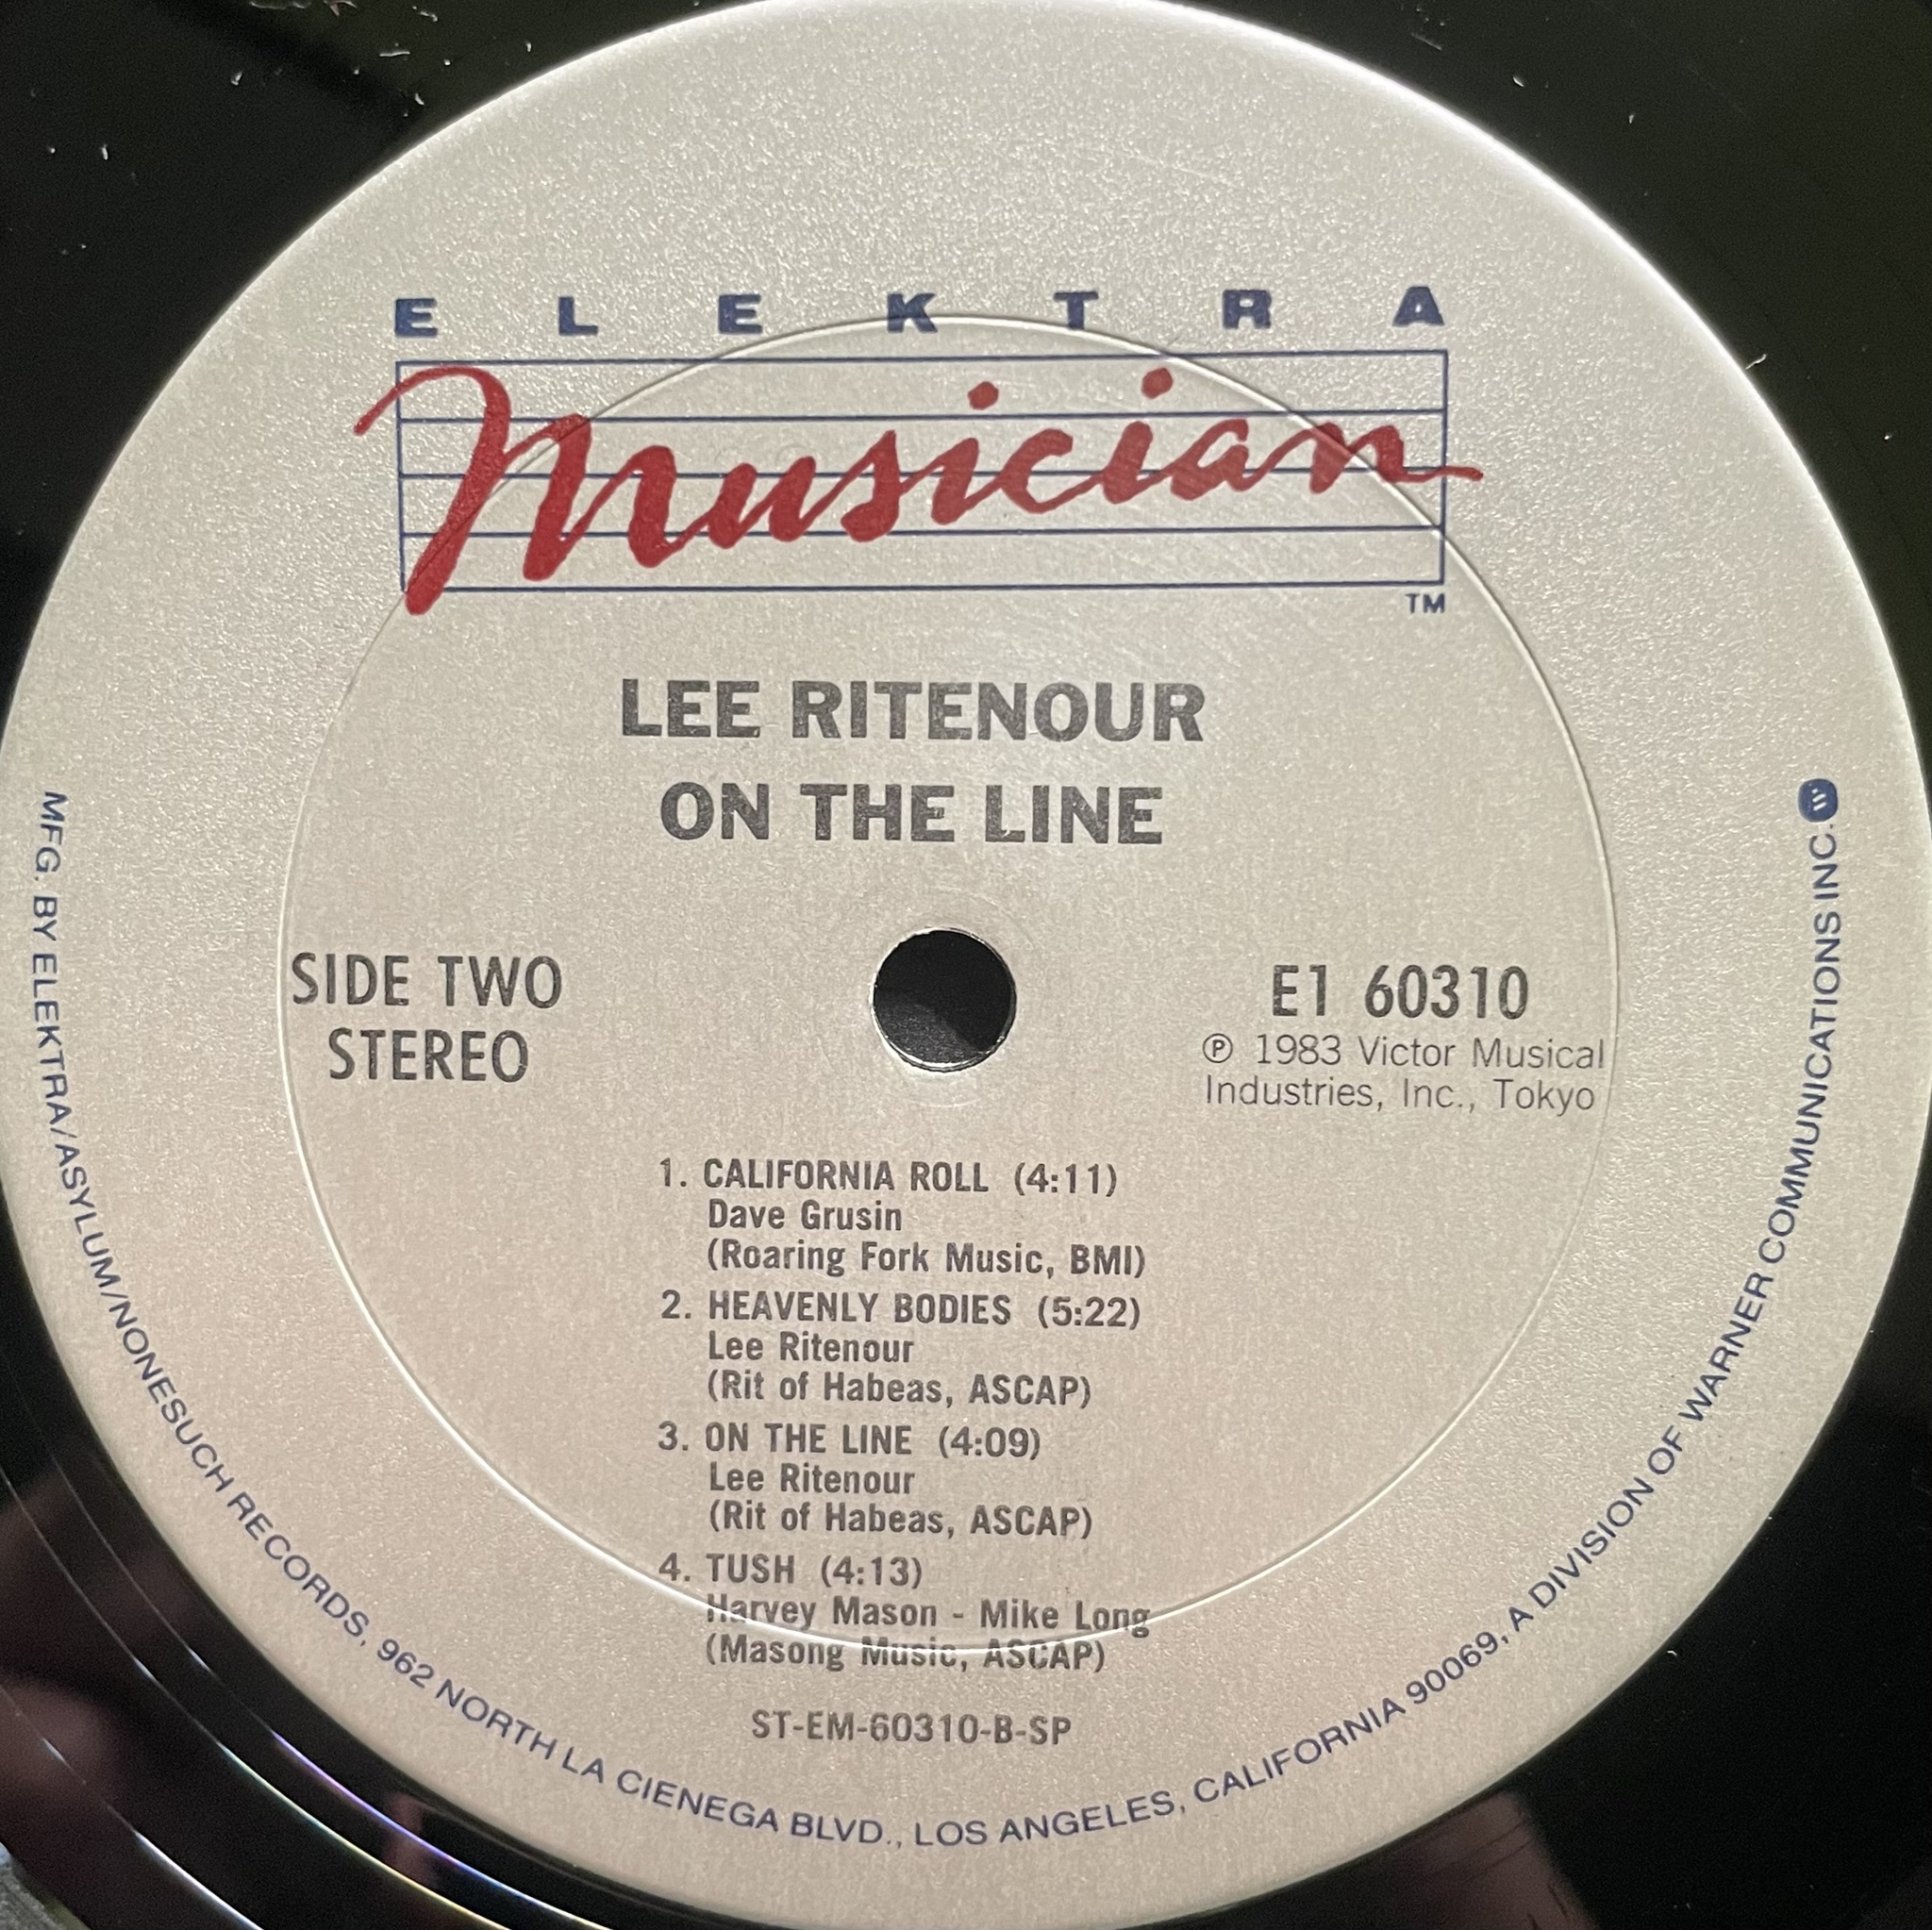 ELEKTRA
Musician
TM
LEE RITENOUR
ON THE LINE
SIDE TWO
STEREO
E1 60310
℗ 1983 Victor Musical
Industries, Inc., Tokyo
1. CALIFORNIA ROLL (4:11)
Dave Grusin
(Roaring Fork Music, BMI)
2. HEAVENLY BODIES (5:22)
Lee Ritenour
(Rit of Habeas, ASCAP)
3. ON THE LINE (4:09)
Lee Ritenour
(Rit of Habeas, ASCAP)
4. TUSH (4:13)
Harvey Mason - Mike Long
(Masong Music, ASCAP)
ST-EM-60310-B-SP
MFG. BY ELEKTRA/ASYLUM/NONESUCH RECORDS, 962 NORTH LA CIENEGA BLVD., LOS ANGELES, CALIFORNIA 90069, A DIVISION OF WARNER COMMUNICATIONS INC.